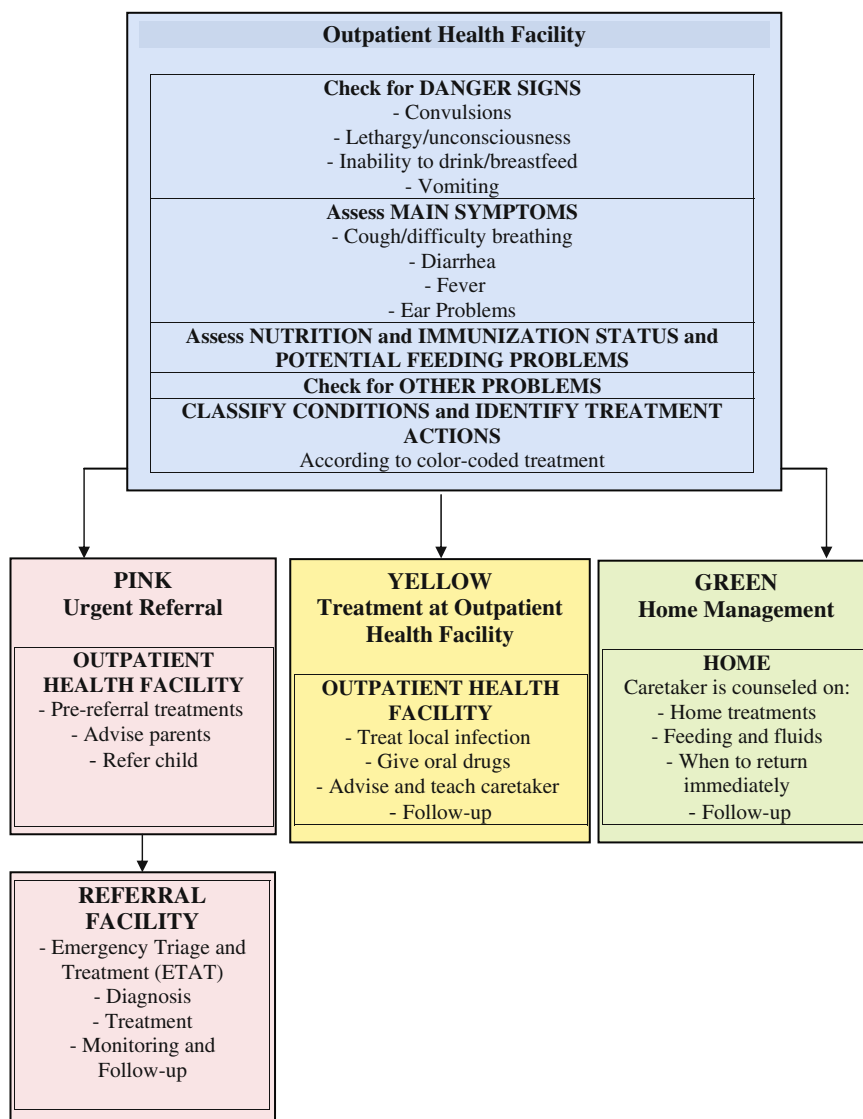 Outpatient Health Facility
Check for DANGER SIGNS
- Convulsions
- Lethargy/unconsciousness
- Inability to drink/breastfeed
- Vomiting
Assess MAIN SYMPTOMS
- Cough/difficulty breathing
- Diarrhea
- Fever
- Ear Problems
Assess NUTRITION and IMMUNIZATION STATUS and
POTENTIAL FEEDING PROBLEMS
Check for OTHER PROBLEMS
CLASSIFY CONDITIONS and IDENTIFY TREATMENT
ACTIONS
According to color-coded treatment
PINK
Urgent Referral
OUTPATIENT
HEALTH FACILITY
- Pre-referral treatments
- Advise parents
- Refer child
YELLOW
Treatment at Outpatient
Health Facility
OUTPATIENT HEALTH
FACILITY
- Treat local infection
- Give oral drugs
- Advise and teach caretaker
- Follow-up
GREEN
Home Management
HOME
Caretaker is counseled on:
- Home treatments
- Feeding and fluids
- When to return
immediately
- Follow-up
REFERRAL
FACILITY
- Emergency Triage and
Treatment (ETAT)
- Diagnosis
- Treatment
- Monitoring and
Follow-up